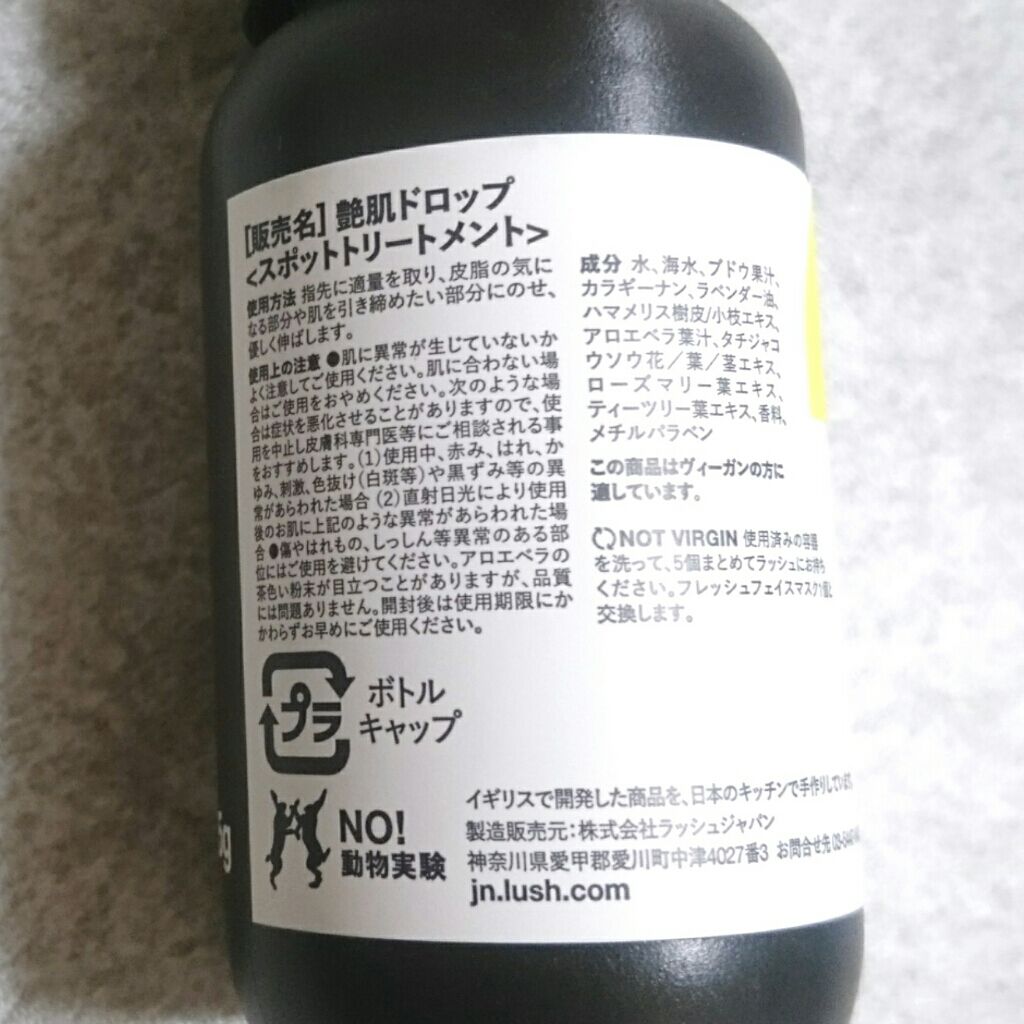 [販売名] 艶肌ドロップ
<スポットトリートメント>
使用方法 指先に適量を取り、皮脂の気に
なる部分や肌を引き締めたい部分にのせ、
優しく伸ばします。
使用上の注意 ●肌に異常が生じていないか
よく注意してご使用ください。肌に合わない場
合はご使用をおやめください。次のような場
合は症状を悪化させることがありますので、使
用を中止し皮膚科専門医等にご相談される事
をおすすめします。(1)使用中、赤み、はれ、か
ゆみ、刺激、色抜け(白斑等)や黒ずみ等の異
常があらわれた場合 (2)直射日光により使用
後のお肌に上記のような異常があらわれた場
合 ●傷やはれもの、しっしん等異常のある部
位にはご使用を避けてください。アロエベラの
茶色い粉末が目立つことがありますが、品質
には問題ありません。開封後は使用期限にか
かわらずお早めにご使用ください。
プラ
ボトル
キャップ
NO!
動物実験
成分 水、海水、ブドウ果汁、
カラギーナン、ラベンダー油、
ハマメリス樹皮/小枝エキス、
アロエベラ葉汁、タチジャコ
ウソウ花／葉／茎エキス、
ローズマリー葉エキス、
ティーツリー葉エキス、香料、
メチルパラベン
この商品はヴィーガンの方に
適しています。
NOT VIRGIN 使用済みの容器
を洗って、5個まとめてラッシュにお持ち
ください。フレッシュフェイスマスク1個と
交換します。
イギリスで開発した商品を、日本のキッチンで手作りしています
製造販売元：株式会社ラッシュジャパン
神奈川県愛甲郡愛川町中津4027番3 お問合せ先
jn.lush.com
g